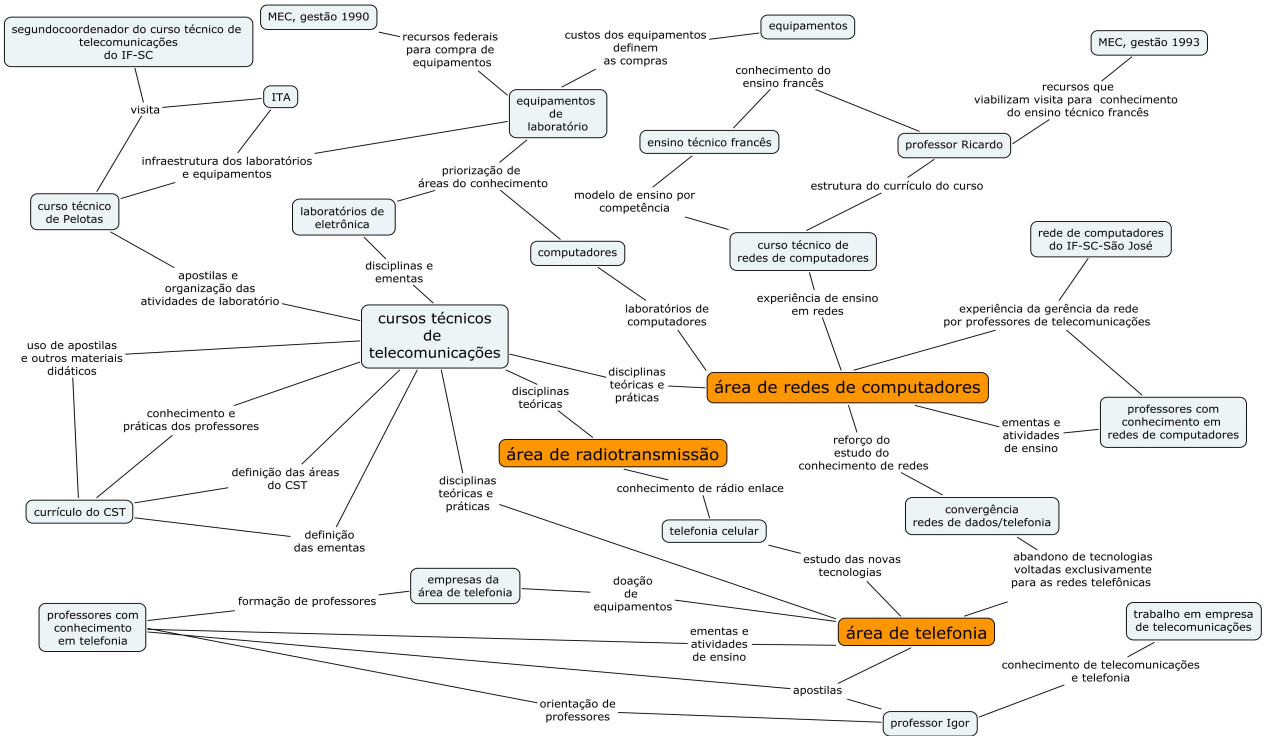 segundocoordenador do curso técnico de
telecomunicações
do IF-SC
MEC, gestão 1990
recursos federais
para compra de
equipamentos
custos dos equipamentos
definem
as compras
equipamentos
MEC, gestão 1993
conhecimento do
ensino francês
recursos que
viabilizam visita para conhecimento
do ensino técnico francês
visita
ITA
equipamentos
de
laboratório
ensino técnico francês
professor Ricardo
infraestrutura dos laboratórios
e equipamentos
priorização de
áreas do conhecimento
modelo de ensino por
competência
estrutura do currículo do curso
curso técnico
de Pelotas
laboratórios de
eletrônica
computadores
curso técnico de
redes de computadores
rede de computadores
do IF-SC-São José
apostilas e
organização das
atividades de laboratório
disciplinas e
ementas
laboratórios de
computadores
experiência de ensino
em redes
experiência da gerência da rede
por professores de telecomunicações
cursos técnicos
de
telecomunicações
uso de apostilas
e outros materiais
didáticos
disciplinas
teóricas e
práticas
disciplinas
teóricas
área de redes de computadores
conhecimento e
práticas dos professores
ementas e
atividades
de ensino
professores com
conhecimento em
redes de computadores
área de radiotransmissão
reforço do
estudo do
conhecimento de redes
definição das áreas
do CST
disciplinas
teóricas e
práticas
conhecimento de rádio enlace
currículo do CST
convergência
redes de dados/telefonia
telefonia celular
definição
das ementas
estudo das novas
tecnologias
abandono de tecnologias
voltadas exclusivamente
para as redes telefônicas
empresas da
área de telefonia
doação
de
equipamentos
formação de professores
professores com
conhecimento
em telefonia
trabalho em empresa
de telecomunicações
ementas e
atividades
de ensino
área de telefonia
conhecimento de telecomunicações
e telefonia
apostilas
orientação de
professores
professor Igor